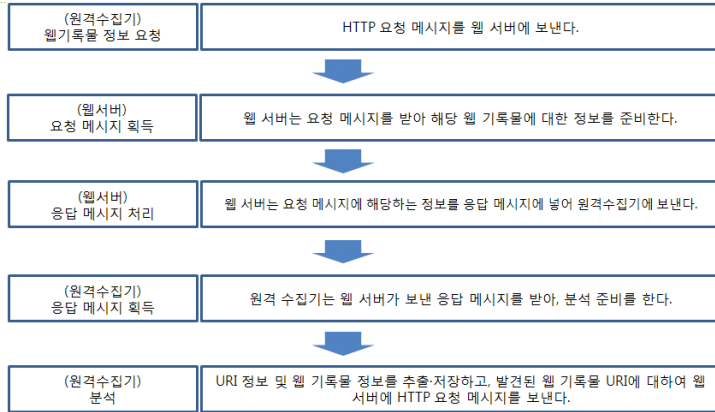 (원격수집기)
웹기록물 정보 요청
HTTP 요청 메시지를 웹 서버에 보낸다.
(웹서버)
요청 메시지 획득
웹 서버는 요청 메시지를 받아 해당 웹 기록물에 대한 정보를 준비한다.
(웹서버)
응답 메시지 처리
웹 서버는 요청 메시지에 해당하는 정보를 응답 메시지에 넣어 원격수집기에 보낸다.
(원격수집기)
응답 메시지 획득
원격 수집기는 웹 서버가 보낸 응답 메시지를 받아, 분석 준비를 한다.
(원격수집기)
분석
URI 정보 및 웹 기록물 정보를 추출·저장하고, 발견된 웹 기록물 URI에 대하여 웹
서버에 HTTP 요청 메시지를 보낸다.